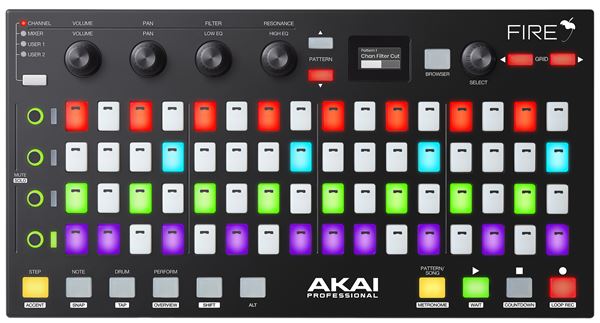 CHANNEL
MIXER
USER 1
USER 2
VOLUME
PAN
FILTER
RESONANCE
VOLUME
PAN
LOW EQ
HIGH EQ
PATTERN
Pattern 1
Chan Filter Cut
BROWSER
SELECT
FIRE
GRID
MUTE
SOLO
STEP
NOTE
DRUM
PERFORM
ACCENT
SNAP
TAP
OVERVIEW
SHIFT
ALT
AKAI
PROFESSIONAL
PATTERN/
SONG
METRONOME
WAIT
COUNTDOWN
LOOP REC